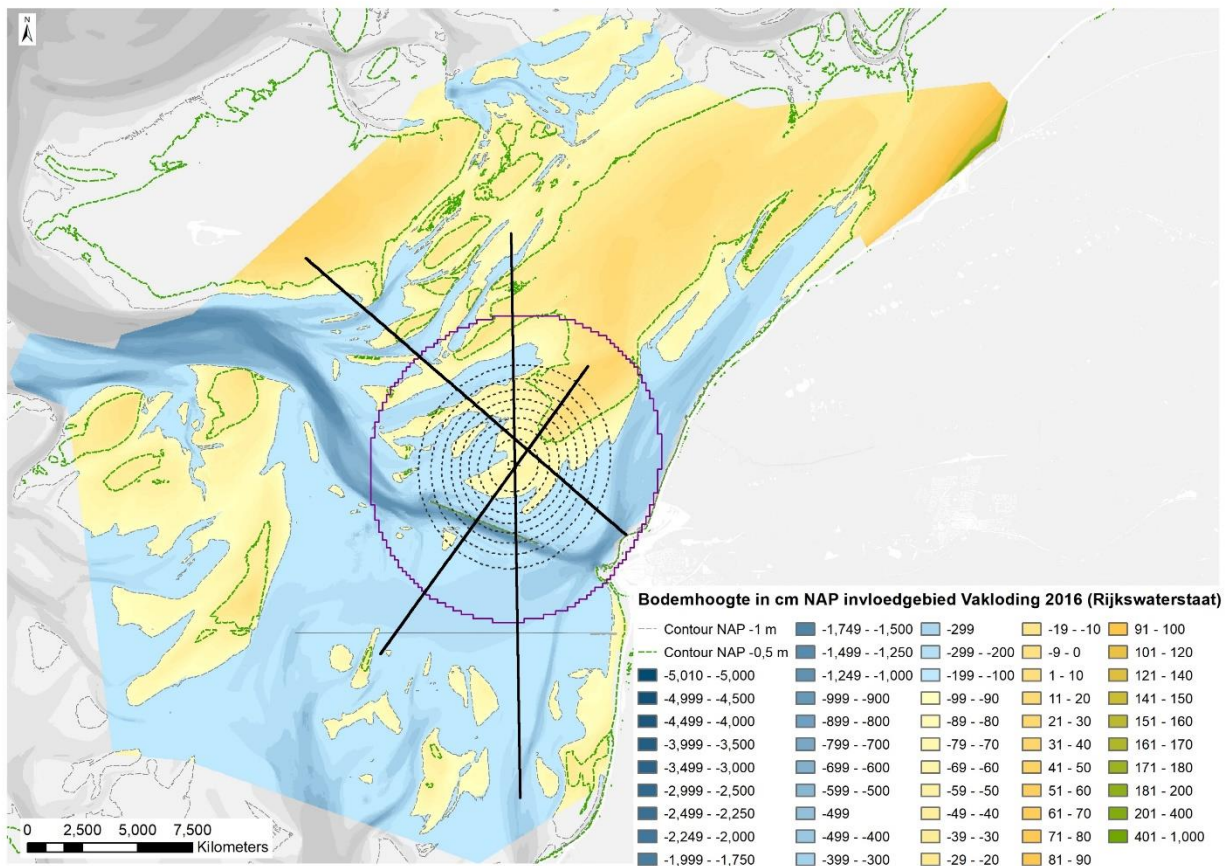 N
Bodemhoogte in cm NAP invloedgebied Vakloding 2016 (Rijkswaterstaat)
Contour NAP -1 m
Contour NAP -0,5 m
-5,010 - -5,000
-4,999 - -4,500
-4,499 - -4,000
-3,999 - -3,500
-3,499 - -3,000
-2,999 - -2,500
-2,499 - -2,250
-2,249 - -2,000
-1,999 - -1,750
-1,749 - -1,500
-1,499 - -1,250
-1,249 - -1,000
-999 - -900
-899 - -800
-799 - -700
-699 - -600
-599 - -500
-499
-499 - -400
-399 - -300
-299
-299 - -200
-199 - -100
-99 - -90
-89 - -80
-79 - -70
-69 - -60
-59 - -50
-49 - -40
-39 - -30
-29 - -20
-19 - -10
-9 - 0
1 - 10
11 - 20
21 - 30
31 - 40
41 - 50
51 - 60
61 - 70
71 - 80
81 - 90
91 - 100
101 - 120
121 - 140
141 - 150
151 - 160
161 - 170
171 - 180
181 - 200
201 - 400
401 - 1,000
0 2,500 5,000 7,500
Kilometers